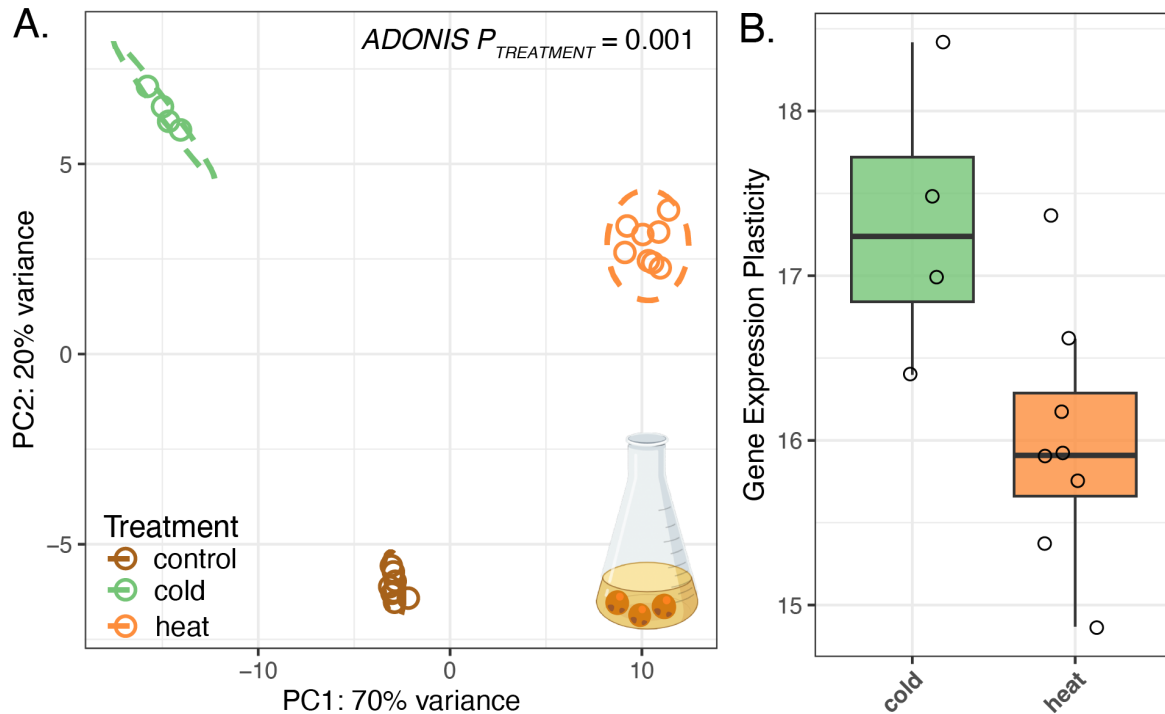 A.
ADONIS P_TREATMENT = 0.001
5
0
−5
−10
0
10
PC1: 70% variance
PC2: 20% variance
Treatment
control
cold
heat
B.
Gene Expression Plasticity
18
17
16
15
cold
heat